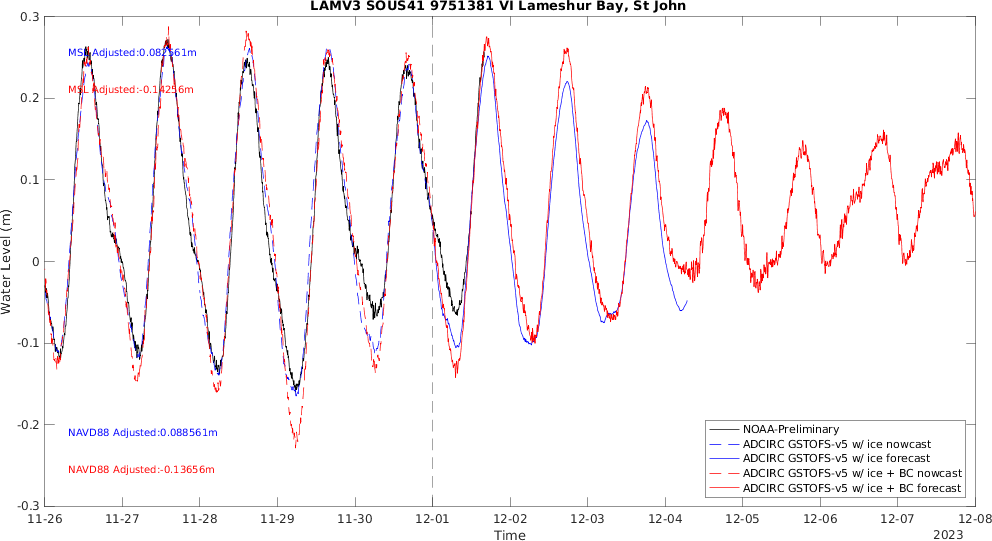 LAMV3 SOUS41 9751381 VI Lameshur Bay, St John
0.3
0.2
0.1
0
-0.1
-0.2
-0.3
Water Level (m)
MSL Adjusted:0.082561m
MSL Adjusted:-0.14256m
NAVD88 Adjusted:0.088561m
NAVD88 Adjusted:-0.13656m
NOAA-Preliminary
ADCIRC GSTOFS-v5 w/ ice nowcast
ADCIRC GSTOFS-v5 w/ ice forecast
ADCIRC GSTOFS-v5 w/ ice + BC nowcast
ADCIRC GSTOFS-v5 w/ ice + BC forecast
11-26 11-27 11-28 11-29 11-30 12-01 12-02 12-03 12-04 12-05 12-06 12-07 12-08
Time
2023